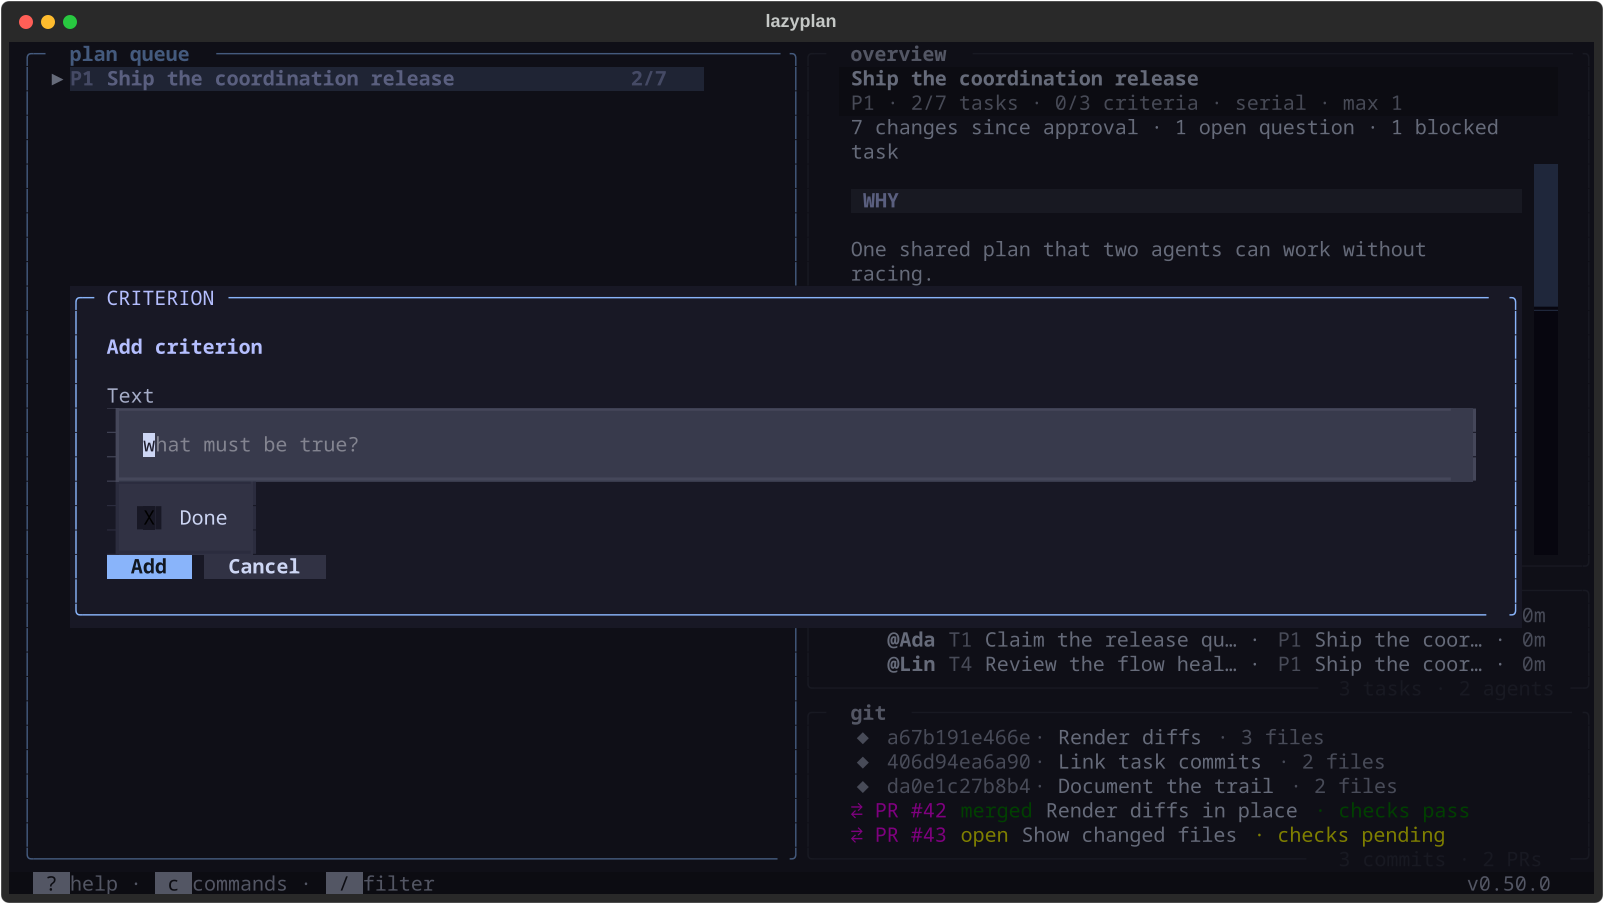 lazyplan
plan queue
▶ P1 Ship the coordination release 2/7
overview
Ship the coordination release
P1 · 2/7 tasks · 0/3 criteria · serial · max 1
7 changes since approval · 1 open question · 1 blocked
task
WHY
One shared plan that two agents can work without
racing.
CRITERION
Add criterion
Text
What must be true?
X Done
Add Cancel
0m
@Ada T1 Claim the release qu… · P1 Ship the coor… · 0m
@Lin T4 Review the flow heal… · P1 Ship the coor… · 0m
3 tasks · 2 agents
git
◆ a67b191e466e · Render diffs · 3 files
◆ 406d94ea6a90 · Link task commits · 2 files
◆ da0e1c27b8b4 · Document the trail · 2 files
⇄ PR #42 merged Render diffs in place · checks pass
⇄ PR #43 open Show changed files · checks pending
3 commits · 2 PRs
? help · c commands · / filter
v0.50.0